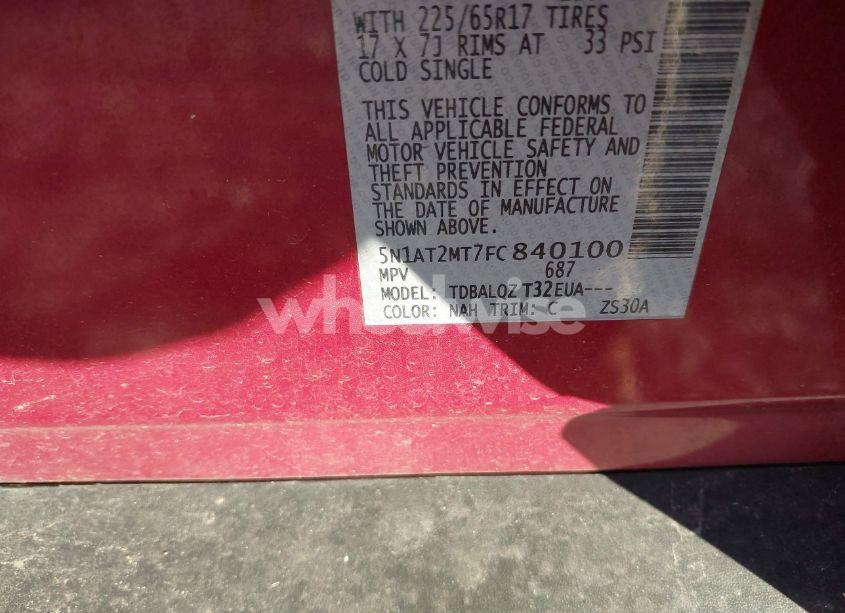 WITH 225/65R17 TIRES
17 X 7J RIMS AT 33 PSI
COLD SINGLE
THIS VEHICLE CONFORMS TO
ALL APPLICABLE FEDERAL
MOTOR VEHICLE SAFETY AND
THEFT PREVENTION
STANDARDS IN EFFECT ON
THE DATE OF MANUFACTURE
SHOWN ABOVE.
5N1AT2MT7FC840100
MPV 687
MODEL: TDBALQZ T32EUA---
COLOR: NAH TRIM: C ZS30A
wheelwise